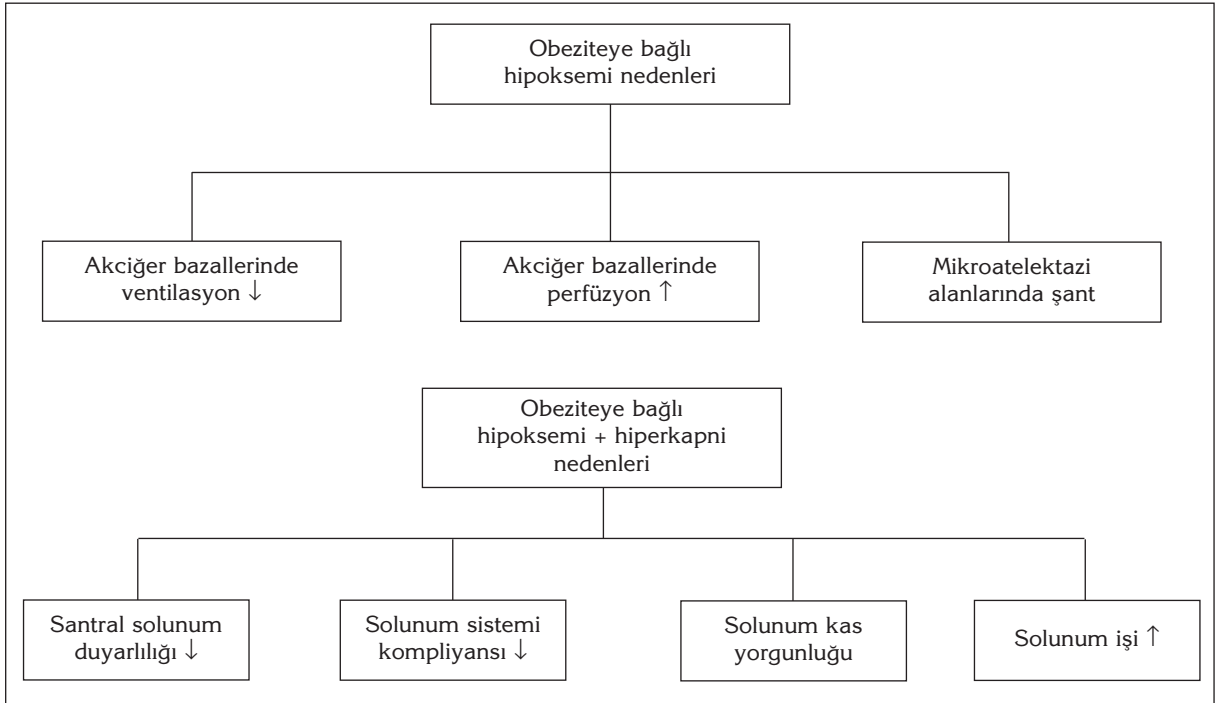 Obeziteye bağlı
hipoksemi nedenleri
Akciğer bazallerinde
ventilasyon ↓
Akciğer bazallerinde
perfüzyon ↑
Mikroatelektazi
alanlarında şant
Obeziteye bağlı
hipoksemi + hiperkapni
nedenleri
Santral solunum
duyarlılığı ↓
Solunum sistemi
kompliyansı ↓
Solunum kas
yorgunluğu
Solunum işi ↑